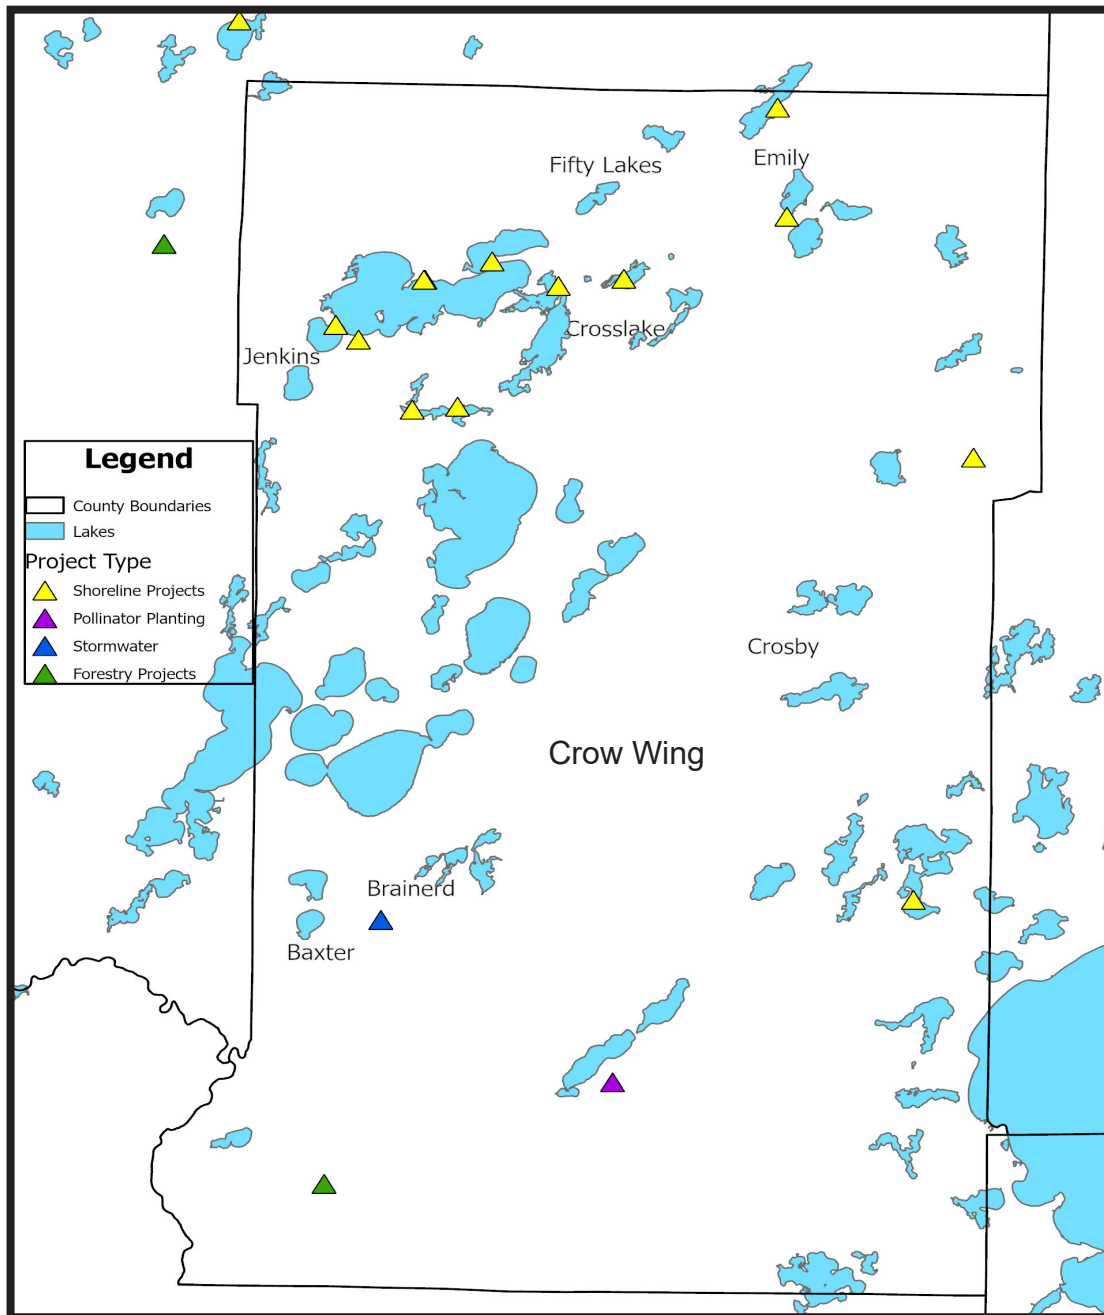 Fifty Lakes
Emily
Crosslake
Jenkins
Legend
County Boundaries
Lakes
Project Type
Shoreline Projects
Pollinator Planting
Stormwater
Forestry Projects
Crosby
Crow Wing
Brainerd
Baxter